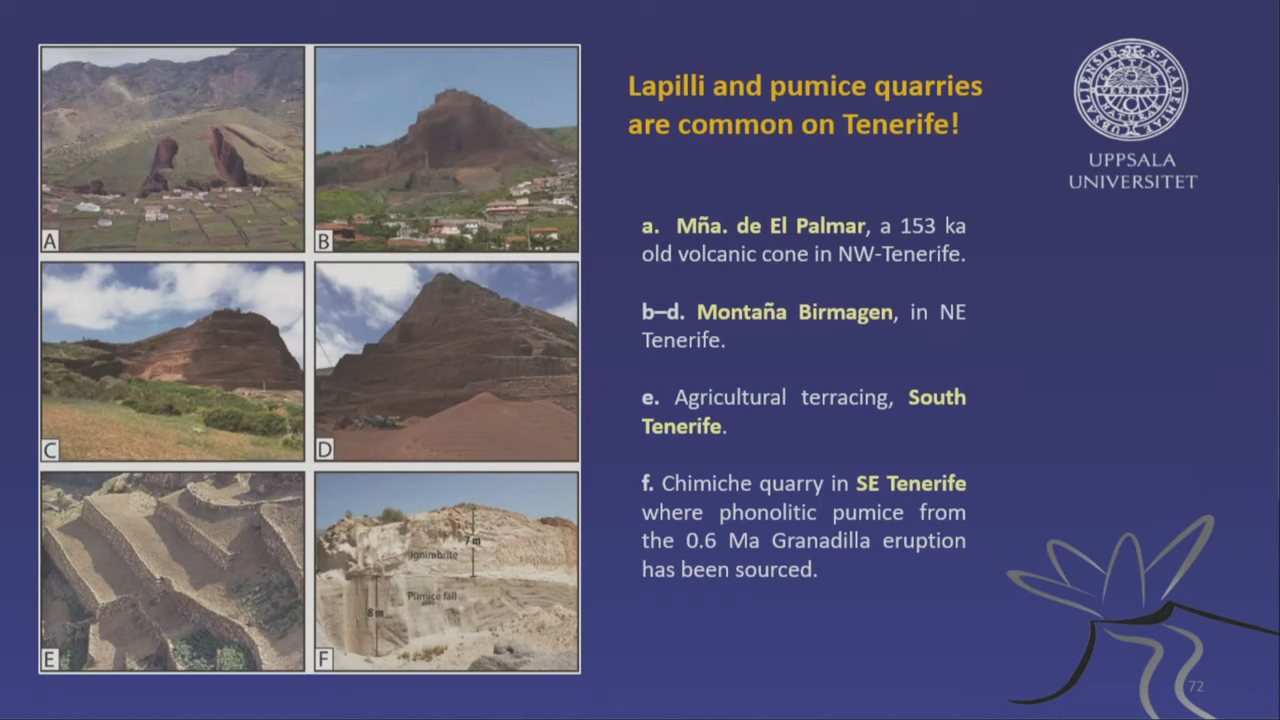 Lapilli and pumice quarries
are common on Tenerife!
UPPSALA
UNIVERSITET
a. Mña. de El Palmar, a 153 ka
old volcanic cone in NW-Tenerife.
b–d. Montaña Birmagen, in NE
Tenerife.
e. Agricultural terracing, South
Tenerife.
f. Chimiche quarry in SE Tenerife
where phonolitic pumice from
the 0.6 Ma Granadilla eruption
has been sourced.
A
B
C
D
E
F
7 m
Ignimbrite
Pumice fall
8 m
72